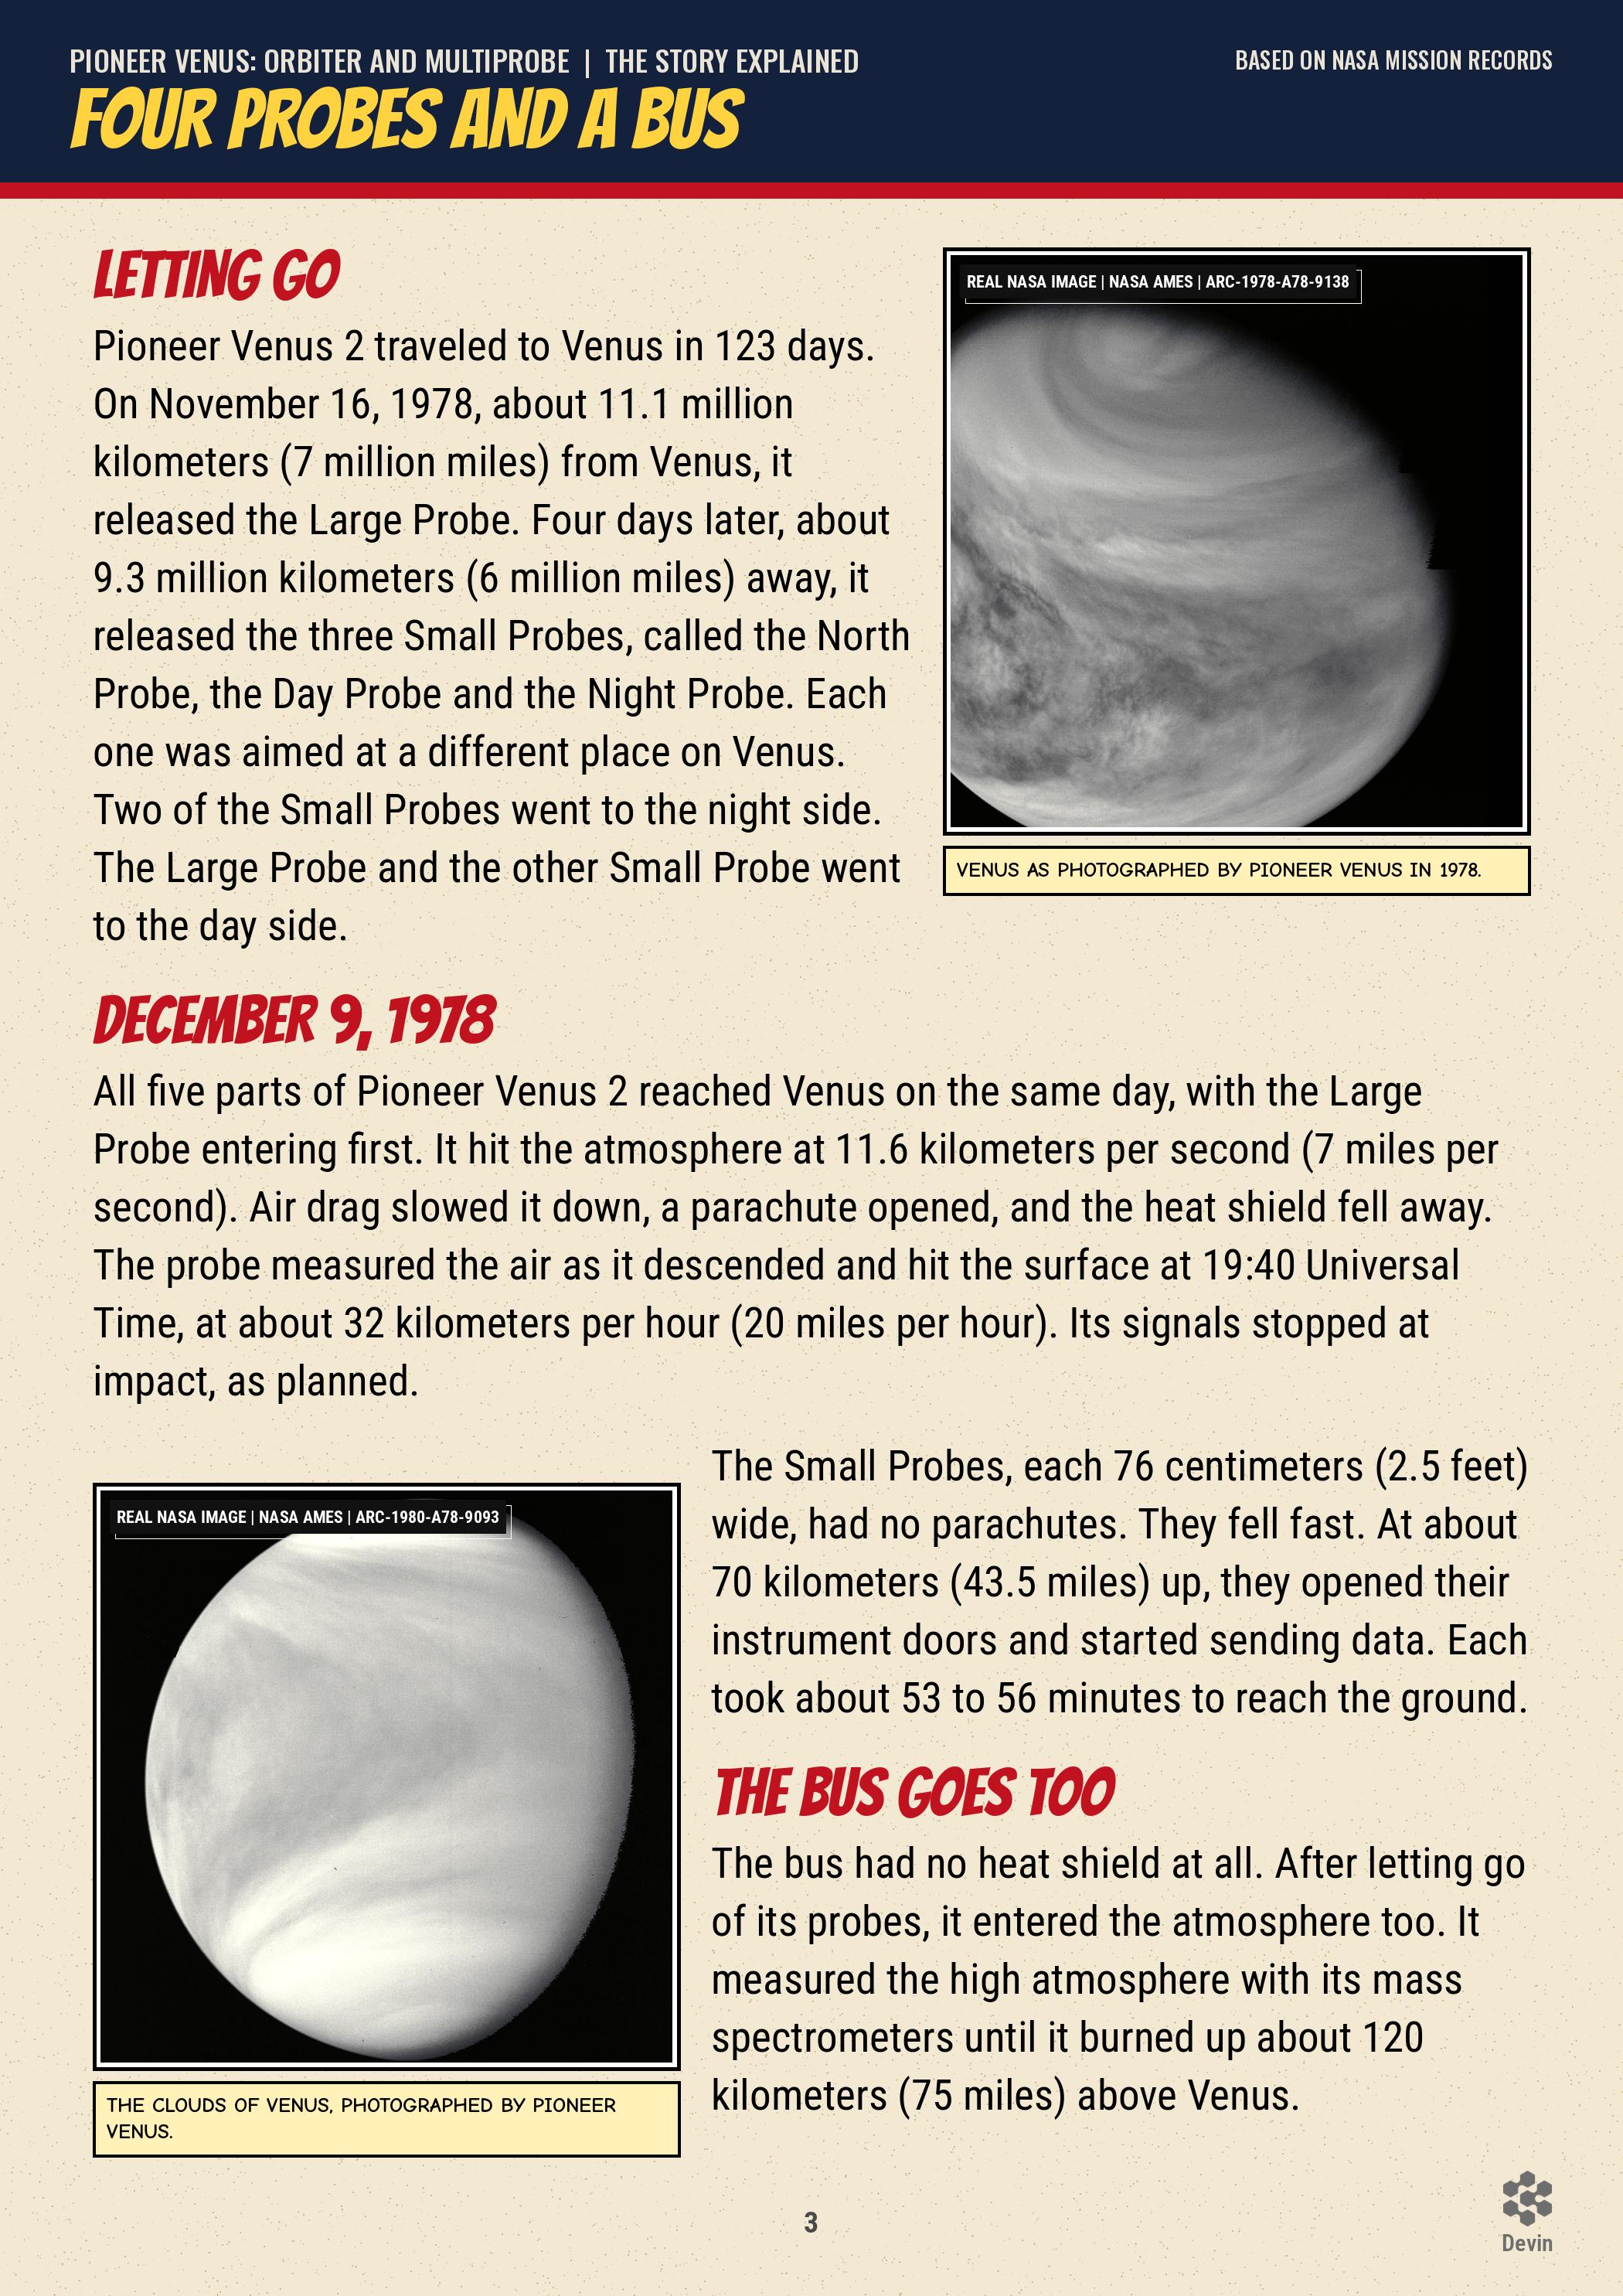 PIONEER VENUS: ORBITER AND MULTIPROBE | THE STORY EXPLAINED
BASED ON NASA MISSION RECORDS
FOUR PROBES AND A BUS
LETTING GO
Pioneer Venus 2 traveled to Venus in 123 days.
On November 16, 1978, about 11.1 million
kilometers (7 million miles) from Venus, it
released the Large Probe. Four days later, about
9.3 million kilometers (6 million miles) away, it
released the three Small Probes, called the North
Probe, the Day Probe and the Night Probe. Each
one was aimed at a different place on Venus.
Two of the Small Probes went to the night side.
The Large Probe and the other Small Probe went
to the day side.
REAL NASA IMAGE | NASA AMES | ARC-1978-A78-9138
VENUS AS PHOTOGRAPHED BY PIONEER VENUS IN 1978.
DECEMBER 9, 1978
All five parts of Pioneer Venus 2 reached Venus on the same day, with the Large
Probe entering first. It hit the atmosphere at 11.6 kilometers per second (7 miles per
second). Air drag slowed it down, a parachute opened, and the heat shield fell away.
The probe measured the air as it descended and hit the surface at 19:40 Universal
Time, at about 32 kilometers per hour (20 miles per hour). Its signals stopped at
impact, as planned.
REAL NASA IMAGE | NASA AMES | ARC-1980-A78-9093
THE CLOUDS OF VENUS, PHOTOGRAPHED BY PIONEER
VENUS.
The Small Probes, each 76 centimeters (2.5 feet)
wide, had no parachutes. They fell fast. At about
70 kilometers (43.5 miles) up, they opened their
instrument doors and started sending data. Each
took about 53 to 56 minutes to reach the ground.
THE BUS GOES TOO
The bus had no heat shield at all. After letting go
of its probes, it entered the atmosphere too. It
measured the high atmosphere with its mass
spectrometers until it burned up about 120
kilometers (75 miles) above Venus.
3
Devin